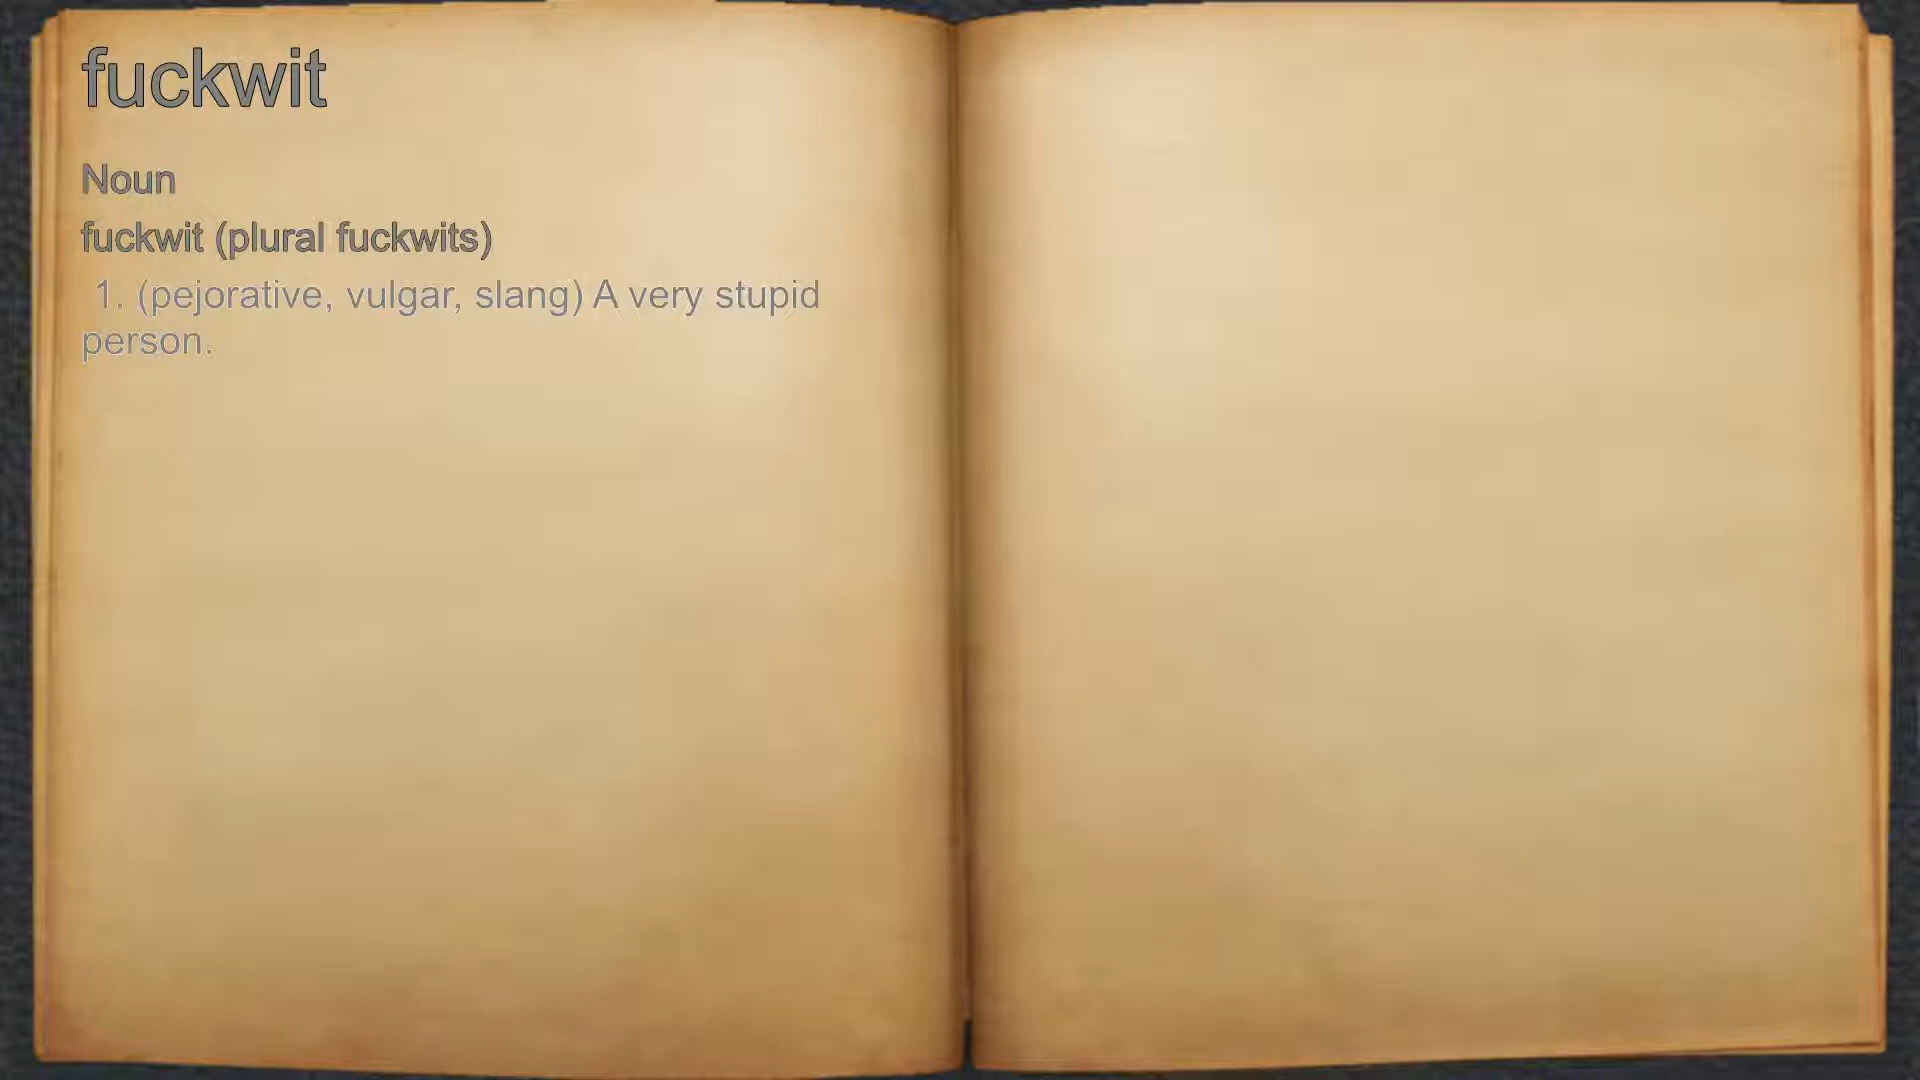 fuckwit
Noun
fuckwit (plural fuckwits)
1. (pejorative, vulgar, slang) A very stupid
person.